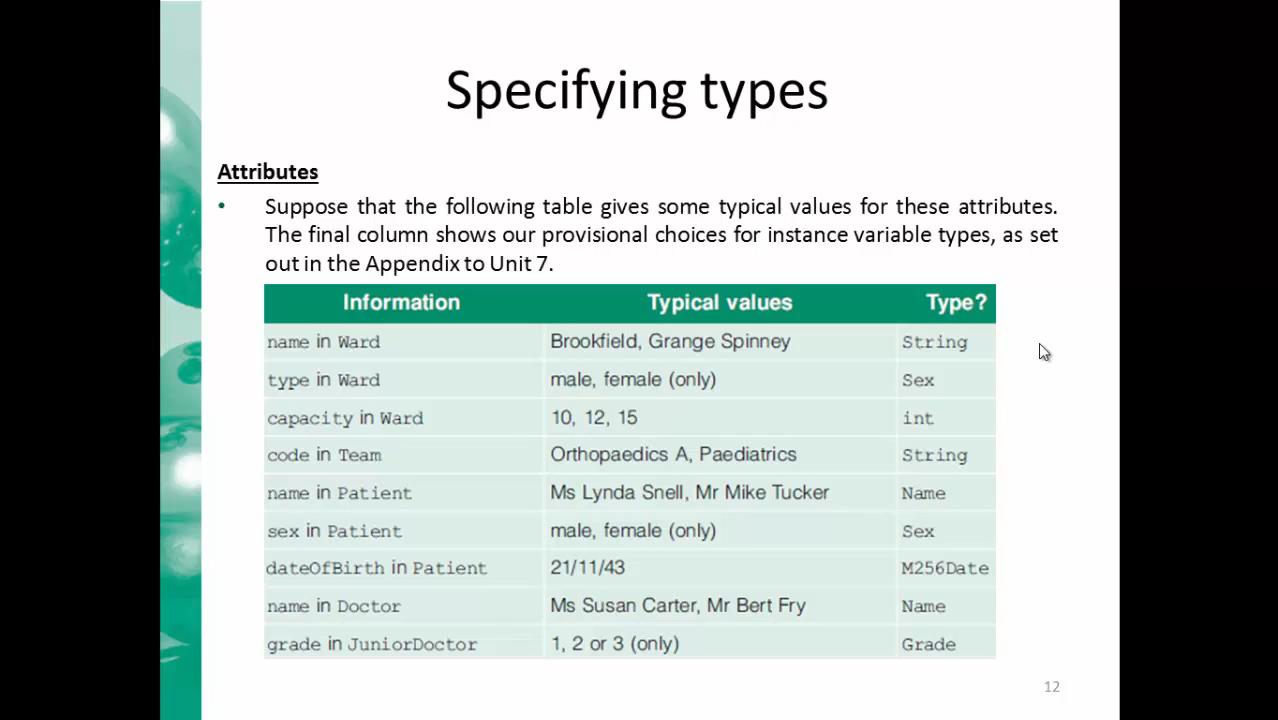 Specifying types
Attributes
• Suppose that the following table gives some typical values for these attributes.
The final column shows our provisional choices for instance variable types, as set
out in the Appendix to Unit 7.
Information Typical values Type?
name in Ward Brookfield, Grange Spinney String
type in Ward male, female (only) Sex
capacity in Ward 10, 12, 15 int
code in Team Orthopaedics A, Paediatrics String
name in Patient Ms Lynda Snell, Mr Mike Tucker Name
sex in Patient male, female (only) Sex
dateOfBirth in Patient 21/11/43 M256Date
name in Doctor Ms Susan Carter, Mr Bert Fry Name
grade in JuniorDoctor 1, 2 or 3 (only) Grade
12